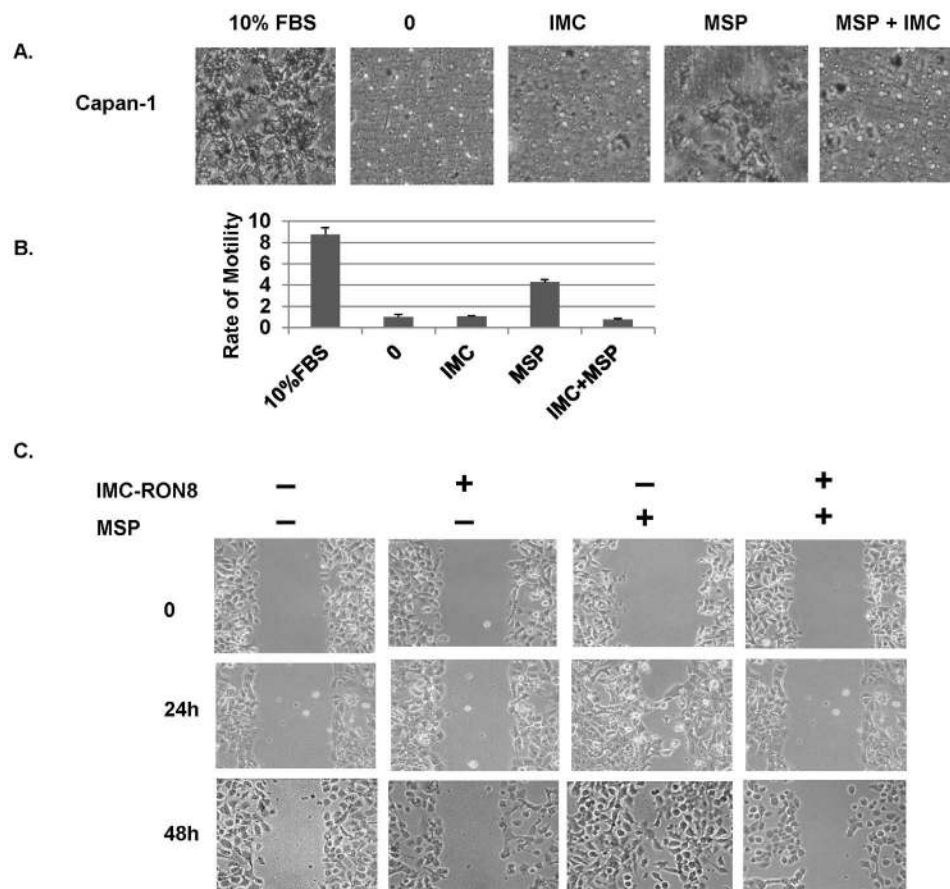 10% FBS 0 IMC MSP MSP + IMC
A.
Capan-1
B.
Rate of Motility
10
8
6
4
2
0
10%FBS 0 IMC MSP IMC+MSP
C.
IMC-RON8 – + – +
MSP – – + +
0
24h
48h